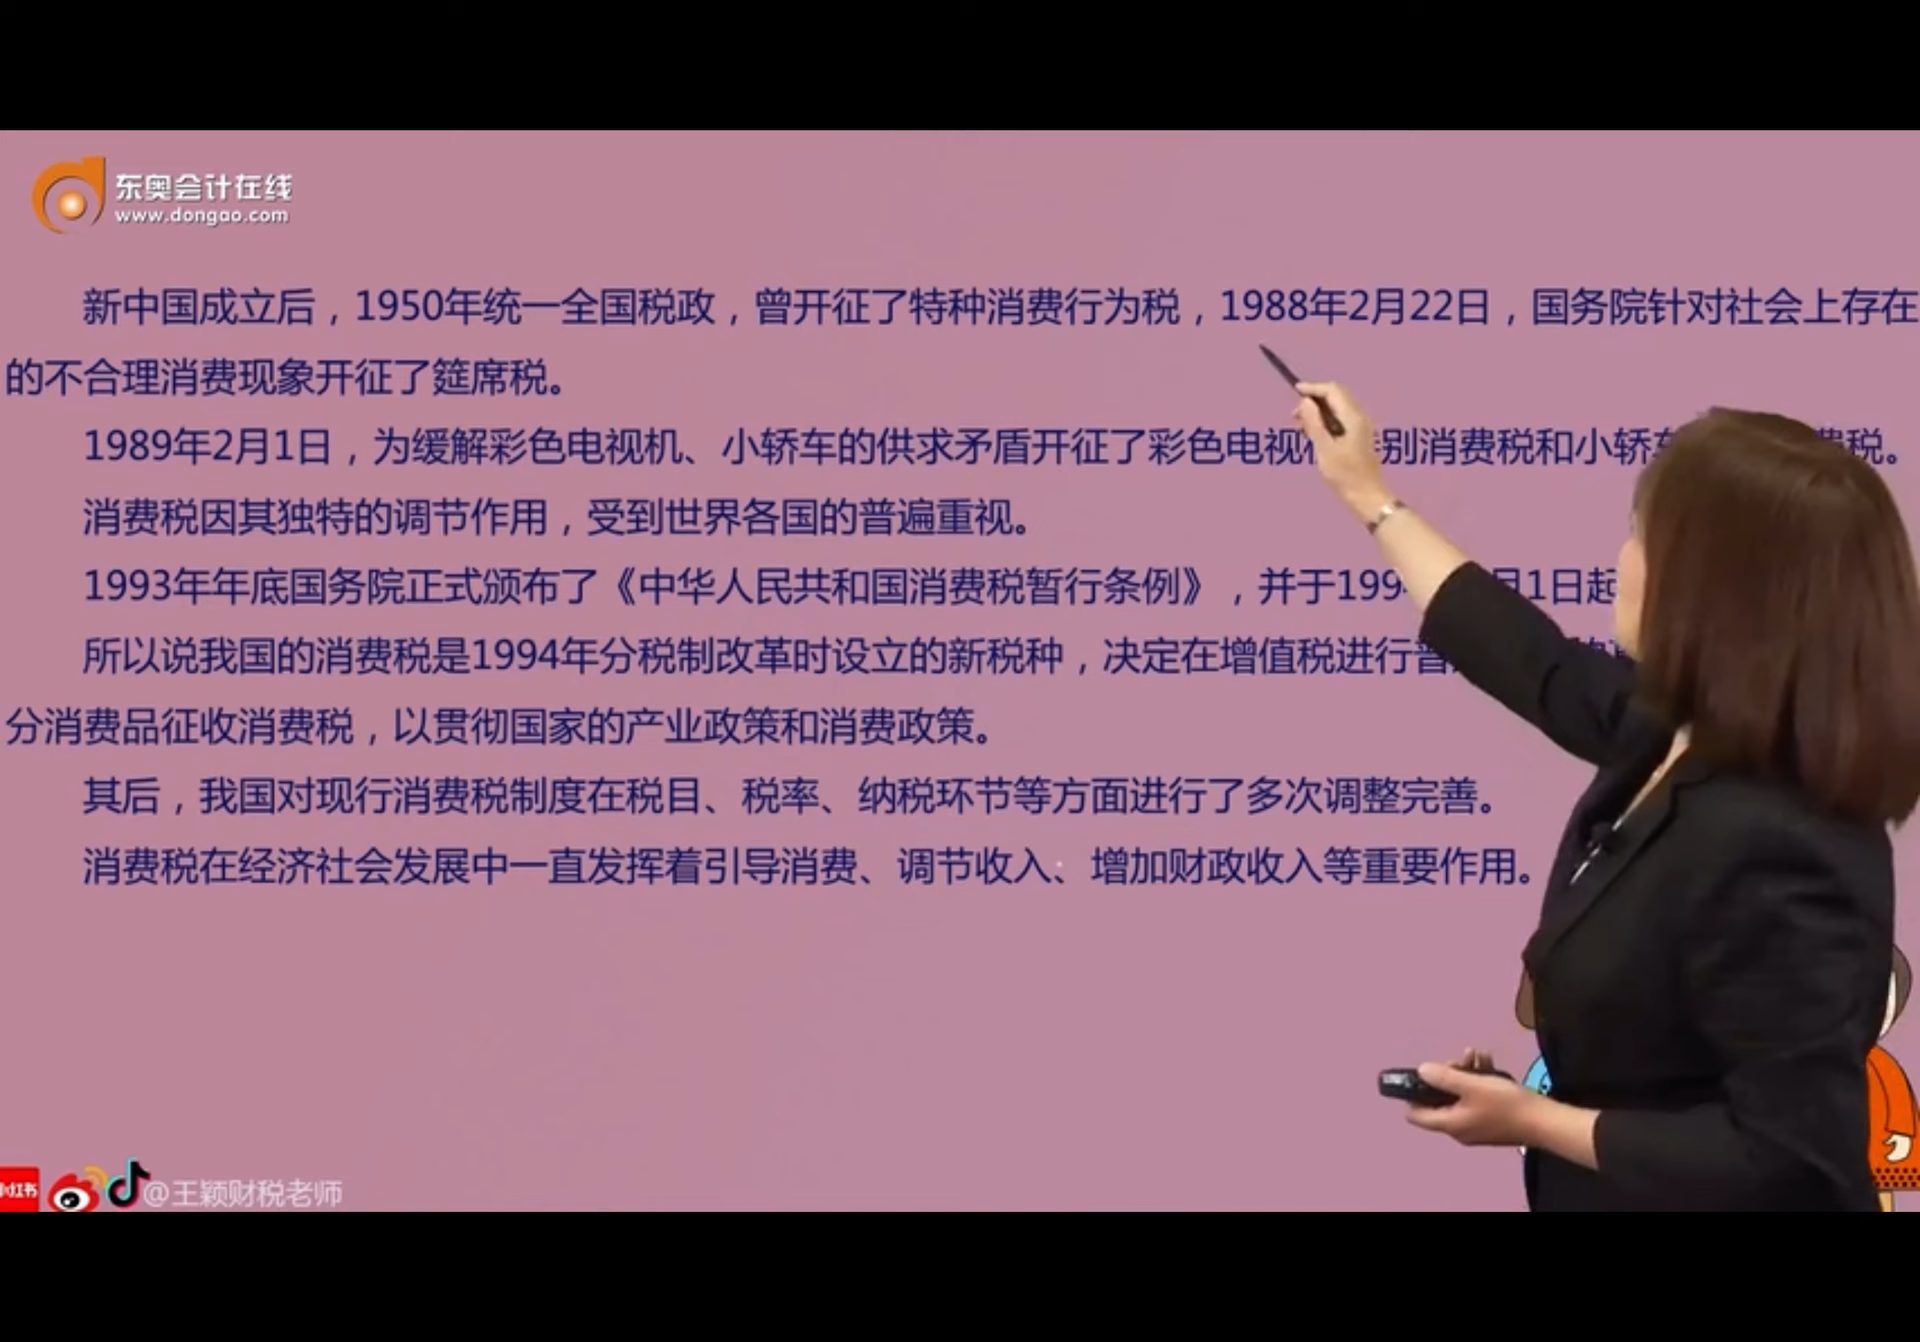 东奥会计在线
www.dongao.com
新中国成立后，1950年统一全国税政，曾开征了特种消费行为税，1988年2月22日，国务院针对社会上存在
的不合理消费现象开征了筵席税。
1989年2月1日，为缓解彩色电视机、小轿车的供求矛盾开征了彩色电视 别消费税和小轿 费税。
消费税因其独特的调节作用，受到世界各国的普遍重视。
1993年年底国务院正式颁布了《中华人民共和国消费税暂行条例》，并于199 月1日起
所以说我国的消费税是1994年分税制改革时设立的新税种，决定在增值税进行普
分消费品征收消费税，以贯彻国家的产业政策和消费政策。
其后，我国对现行消费税制度在税目、税率、纳税环节等方面进行了多次调整完善。
消费税在经济社会发展中一直发挥着引导消费、调节收入；增加财政收入等重要作用。
小红书 @王颖财税老师